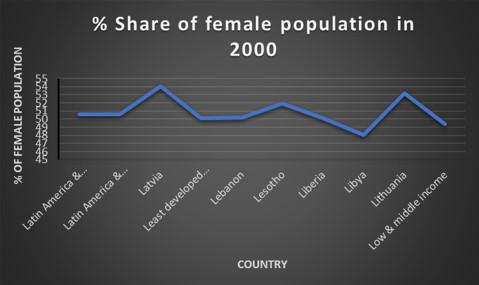 % Share of female population in
2000
% OF FEMALE POPULATION
55
54
53
52
51
50
49
48
47
46
45
Latin America &...
Latin America &...
Latvia
Least developed...
Lebanon
Lesotho
Liberia
Libya
Lithuania
Low & middle income
COUNTRY